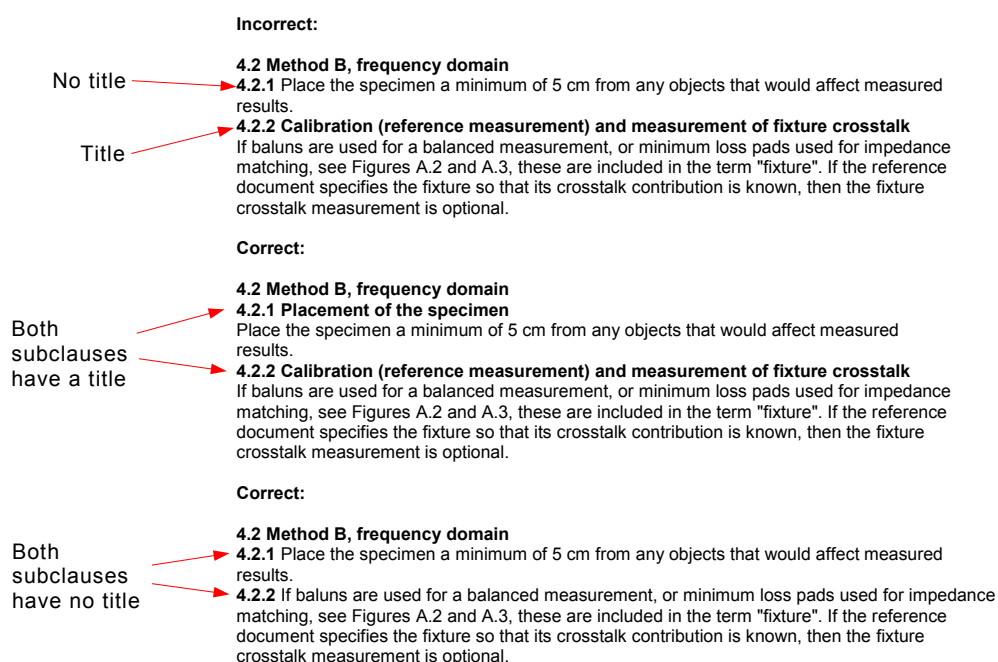 Incorrect:
4.2 Method B, frequency domain
No title
4.2.1 Place the specimen a minimum of 5 cm from any objects that would affect measured
results.
Title
4.2.2 Calibration (reference measurement) and measurement of fixture crosstalk
If baluns are used for a balanced measurement, or minimum loss pads used for impedance
matching, see Figures A.2 and A.3, these are included in the term "fixture". If the reference
document specifies the fixture so that its crosstalk contribution is known, then the fixture
crosstalk measurement is optional.
Correct:
4.2 Method B, frequency domain
Both
subclauses
have a title
4.2.1 Placement of the specimen
Place the specimen a minimum of 5 cm from any objects that would affect measured
results.
4.2.2 Calibration (reference measurement) and measurement of fixture crosstalk
If baluns are used for a balanced measurement, or minimum loss pads used for impedance
matching, see Figures A.2 and A.3, these are included in the term "fixture". If the reference
document specifies the fixture so that its crosstalk contribution is known, then the fixture
crosstalk measurement is optional.
Correct:
4.2 Method B, frequency domain
Both
subclauses
have no title
4.2.1 Place the specimen a minimum of 5 cm from any objects that would affect measured
results.
4.2.2 If baluns are used for a balanced measurement, or minimum loss pads used for impedance
matching, see Figures A.2 and A.3, these are included in the term "fixture". If the reference
document specifies the fixture so that its crosstalk contribution is known, then the fixture
crosstalk measurement is optional.